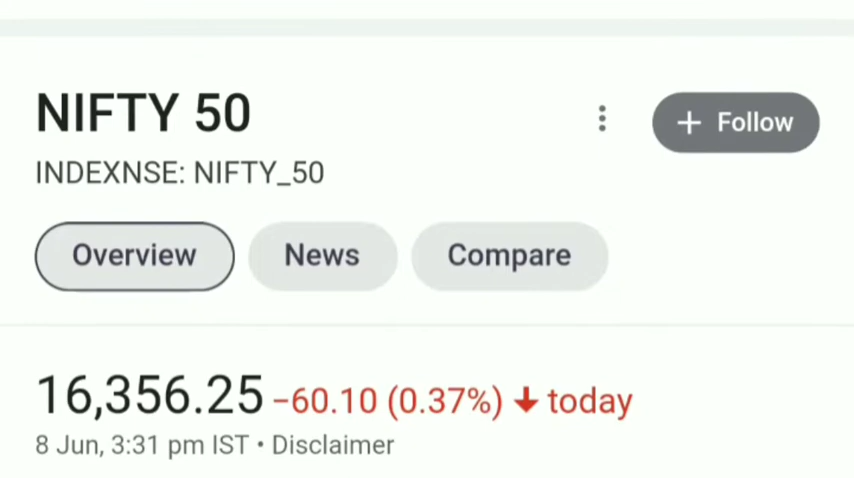 NIFTY 50
+ Follow
INDEXNSE: NIFTY_50
Overview News Compare
16,356.25 −60.10 (0.37%) ↓ today
8 Jun, 3:31 pm IST • Disclaimer